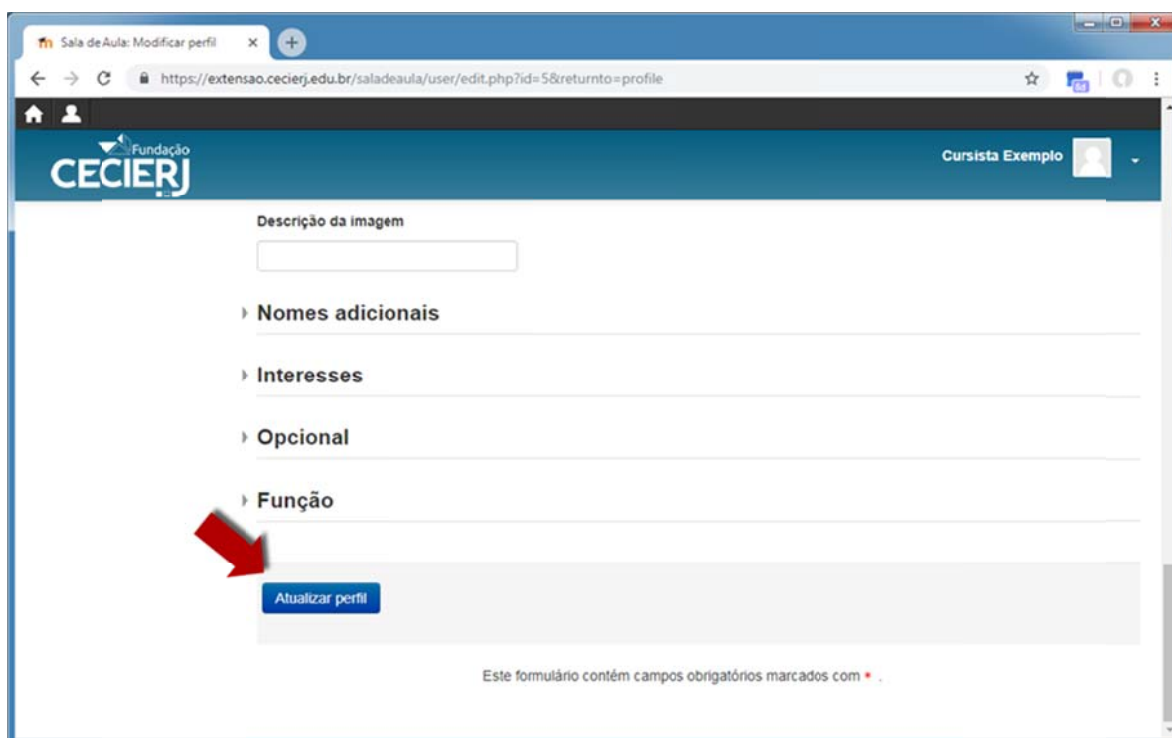 Sala de Aula: Modificar perfil
https://extensao.cecierj.edu.br/saladeaula/user/edit.php?id=5&returnto=profile
Fundação
CECIERJ
Cursista Exemplo
Descrição da imagem
Nomes adicionais
Interesses
Opcional
Função
Atualizar perfil
Este formulário contém campos obrigatórios marcados com * .